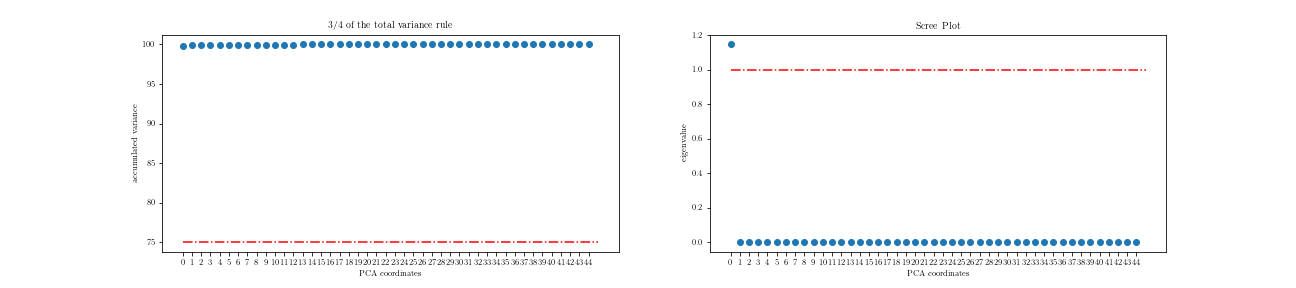 3/4 of the total variance rule
accumulated variance
100
95
90
85
80
75
0 1 2 3 4 5 6 7 8 9 10 11 12 13 14 15 16 17 18 19 20 21 22 23 24 25 26 27 28 29 30 31 32 33 34 35 36 37 38 39 40 41 42 43 44
PCA coordinates
Scree Plot
eigenvalue
1.2
1.0
0.8
0.6
0.4
0.2
0.0
0 1 2 3 4 5 6 7 8 9 10 11 12 13 14 15 16 17 18 19 20 21 22 23 24 25 26 27 28 29 30 31 32 33 34 35 36 37 38 39 40 41 42 43 44
PCA coordinates